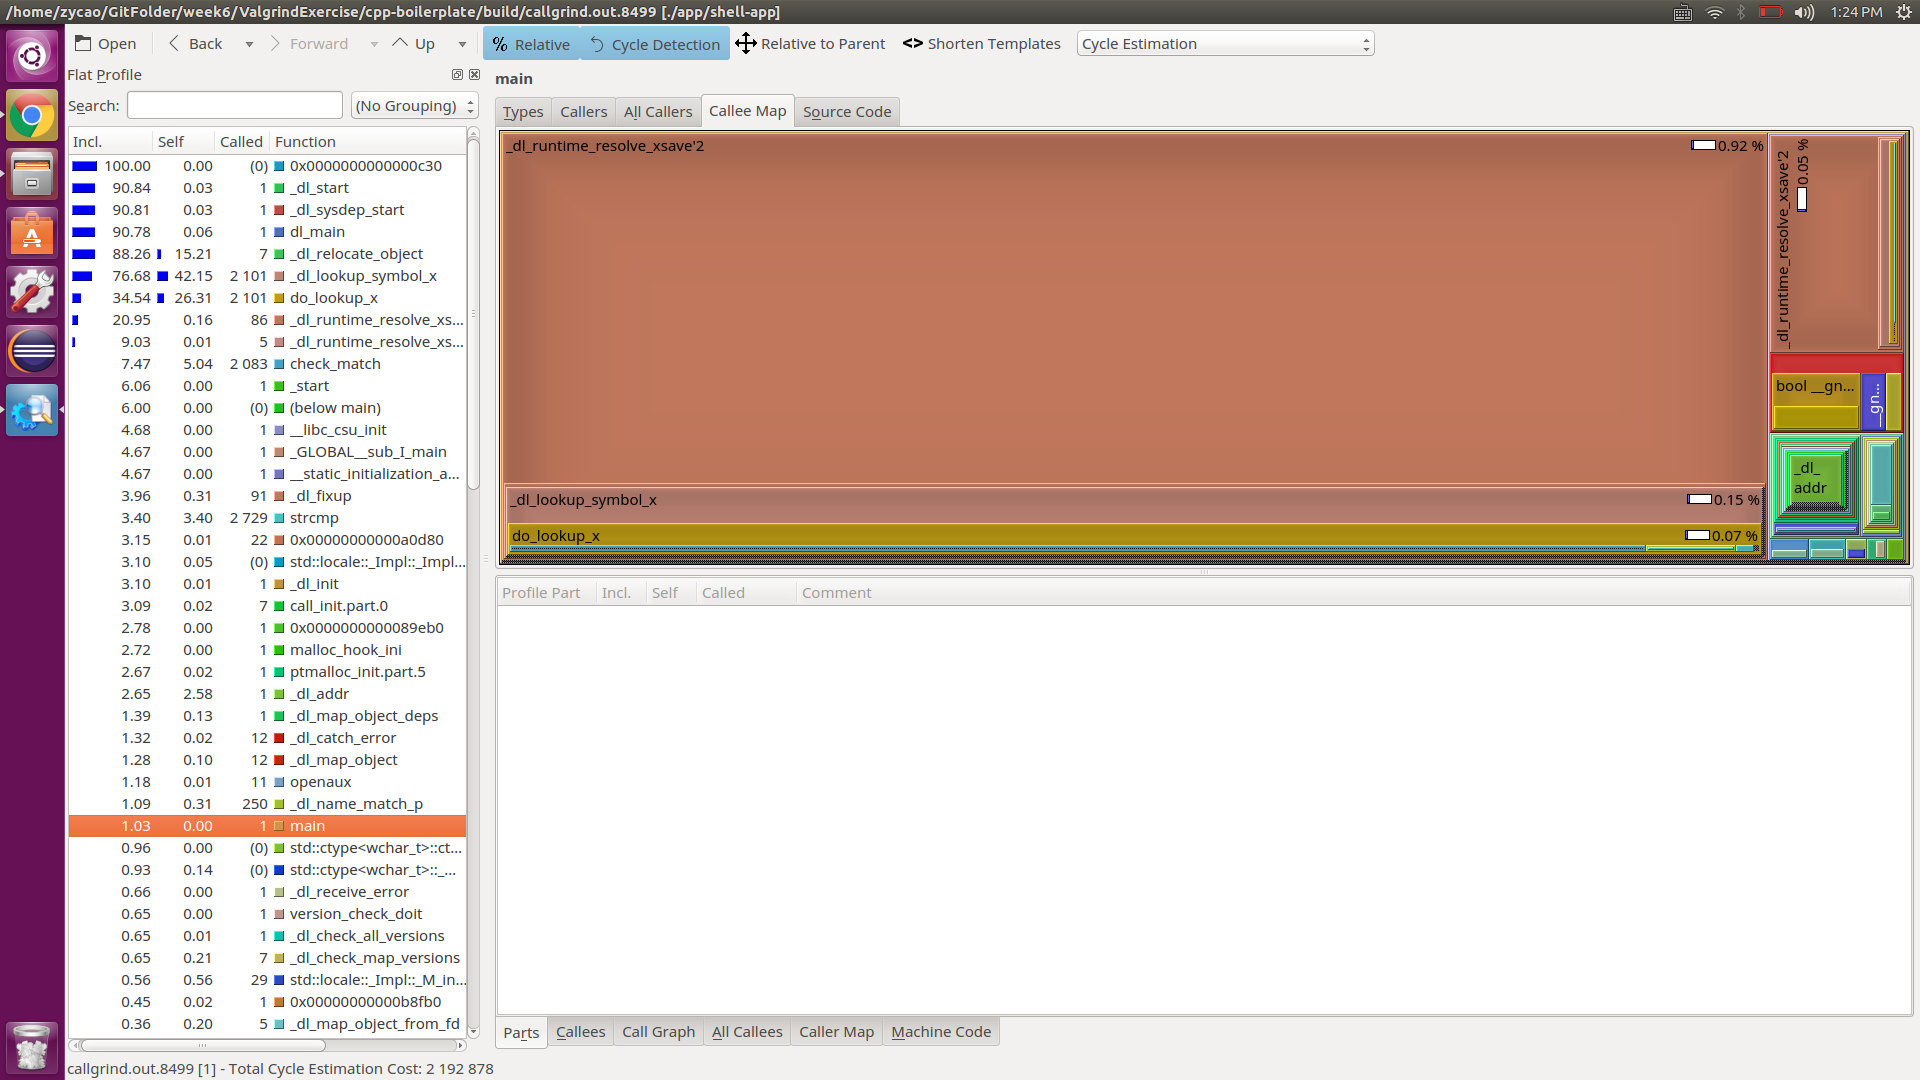 /home/zycao/GitFolder/week6/ValgrindExercise/cpp-boilerplate/build/callgrind.out.8499 [./app/shell-app]
1:24 PM
Open Back Forward Up % Relative Cycle Detection Relative to Parent <> Shorten Templates Cycle Estimation
Flat Profile
Search: (No Grouping)
Incl. Self Called Function
100.00 0.00 (0) 0x0000000000000c30
90.84 0.03 1 _dl_start
90.81 0.03 1 _dl_sysdep_start
90.78 0.06 1 dl_main
88.26 15.21 7 _dl_relocate_object
76.68 42.15 2 101 _dl_lookup_symbol_x
34.54 26.31 2 101 do_lookup_x
20.95 0.16 86 _dl_runtime_resolve_xs...
9.03 0.01 5 _dl_runtime_resolve_xs...
7.47 5.04 2 083 check_match
6.06 0.00 1 _start
6.00 0.00 (0) (below main)
4.68 0.00 1 __libc_csu_init
4.67 0.00 1 _GLOBAL__sub_I_main
4.67 0.00 1 __static_initialization_a...
3.96 0.31 91 _dl_fixup
3.40 3.40 2 729 strcmp
3.15 0.01 22 0x00000000000a0d80
3.10 0.05 (0) std::locale::_Impl::_Impl...
3.10 0.01 1 _dl_init
3.09 0.02 7 call_init.part.0
2.78 0.00 1 0x0000000000089eb0
2.72 0.00 1 malloc_hook_ini
2.67 0.02 1 ptmalloc_init.part.5
2.65 2.58 1 _dl_addr
1.39 0.13 1 _dl_map_object_deps
1.32 0.02 12 _dl_catch_error
1.28 0.10 12 _dl_map_object
1.18 0.01 11 openaux
1.09 0.31 250 _dl_name_match_p
1.03 0.00 1 main
0.96 0.00 (0) std::ctype<wchar_t>::ct...
0.93 0.14 (0) std::ctype<wchar_t>::_...
0.66 0.00 1 _dl_receive_error
0.65 0.00 1 version_check_doit
0.65 0.01 1 _dl_check_all_versions
0.65 0.21 7 _dl_check_map_versions
0.56 0.56 29 std::locale::_Impl::_M_in...
0.45 0.02 1 0x00000000000b8fb0
0.36 0.20 5 _dl_map_object_from_fd
main
Types Callers All Callers Callee Map Source Code
_dl_runtime_resolve_xsave'2 0.92 %
_dl_lookup_symbol_x 0.15 %
do_lookup_x 0.07 %
_dl_runtime_resolve_xsave'2 0.05 %
bool __gn...
__gn...
_dl_
addr
Profile Part Incl. Self Called Comment
Parts Callees Call Graph All Callees Caller Map Machine Code
callgrind.out.8499 [1] - Total Cycle Estimation Cost: 2 192 878